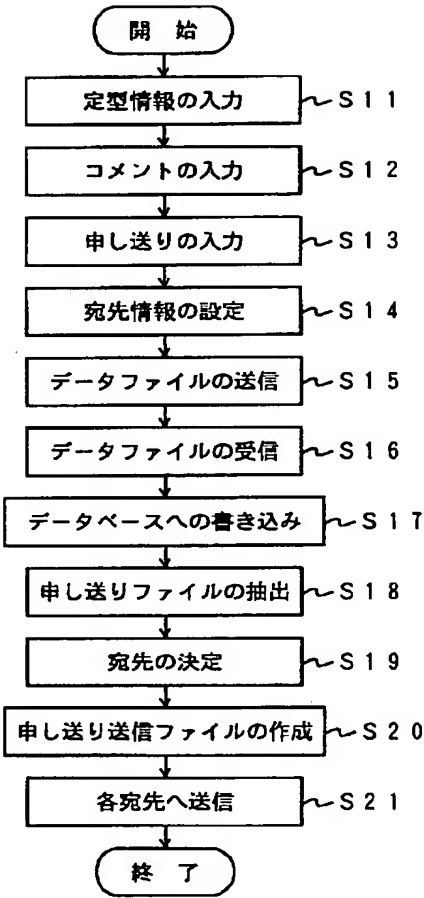 開 始
定型情報の入力 S11
コメントの入力 S12
申し送りの入力 S13
宛先情報の設定 S14
データファイルの送信 S15
データファイルの受信 S16
データベースへの書き込み S17
申し送りファイルの抽出 S18
宛先の決定 S19
申し送り送信ファイルの作成 S20
各宛先へ送信 S21
終 了